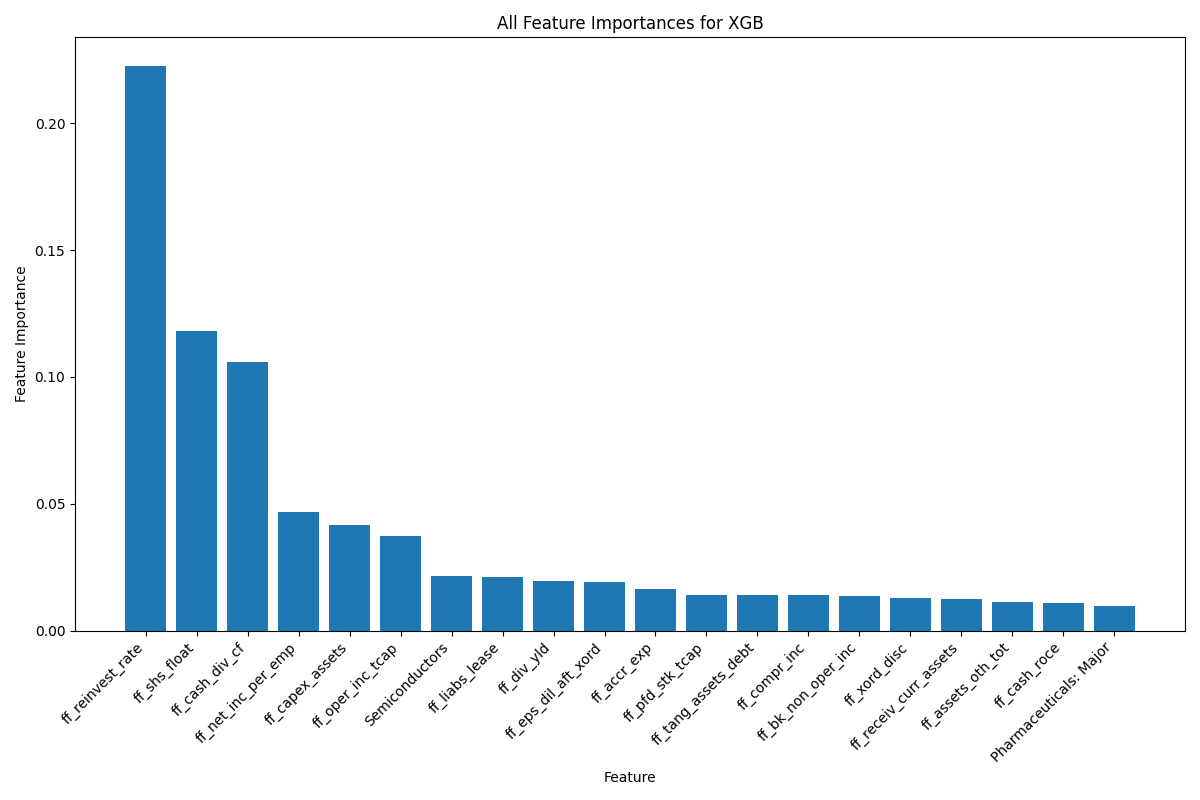 All Feature Importances for XGB
Feature Importance
0.20
0.15
0.10
0.05
0.00
ff_reinvest_rate
ff_shs_float
ff_cash_div_cf
ff_net_inc_per_emp
ff_capex_assets
ff_oper_inc_tcap
Semiconductors
ff_liabs_lease
ff_div_yld
ff_eps_dil_aft_xord
ff_accr_exp
ff_pfd_stk_tcap
ff_tang_assets_debt
ff_compr_inc
ff_bk_non_oper_inc
ff_xord_disc
ff_receiv_curr_assets
ff_assets_oth_tot
ff_cash_roce
Pharmaceuticals: Major
Feature